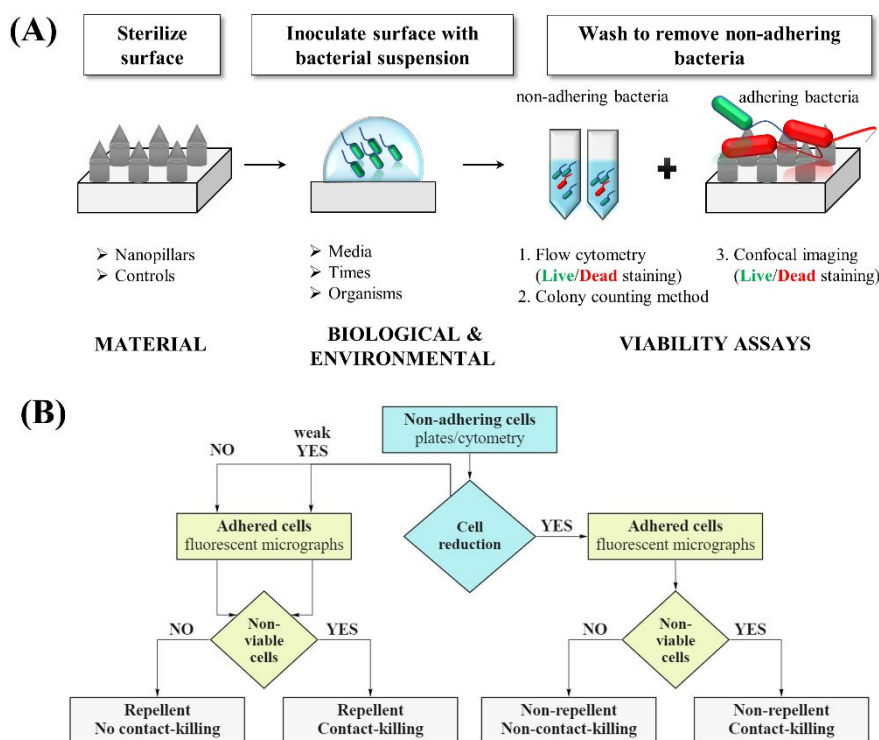 (A)
Sterilize
surface
Inoculate surface with
bacterial suspension
Wash to remove non-adhering
bacteria
non-adhering bacteria
adhering bacteria
➢ Nanopillars
➢ Controls
➢ Media
➢ Times
➢ Organisms
1. Flow cytometry
(Live/Dead staining)
2. Colony counting method
3. Confocal imaging
(Live/Dead staining)
MATERIAL
BIOLOGICAL &
ENVIRONMENTAL
VIABILITY ASSAYS
(B)
Non-adhering cells
plates/cytometry
NO
weak
YES
Cell
reduction
YES
Adhered cells
fluorescent micrographs
Adhered cells
fluorescent micrographs
NO
Non-
viable
cells
YES
NO
Non-
viable
cells
YES
Repellent
No contact-killing
Repellent
Contact-killing
Non-repellent
Non-contact-killing
Non-repellent
Contact-killing